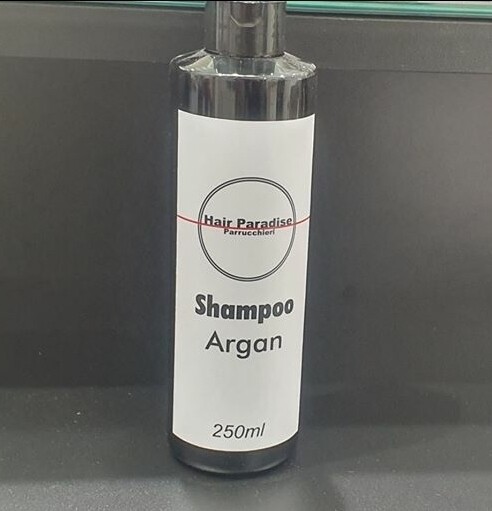 Hair Paradise
Parrucchieri
Shampoo
Argan
250ml